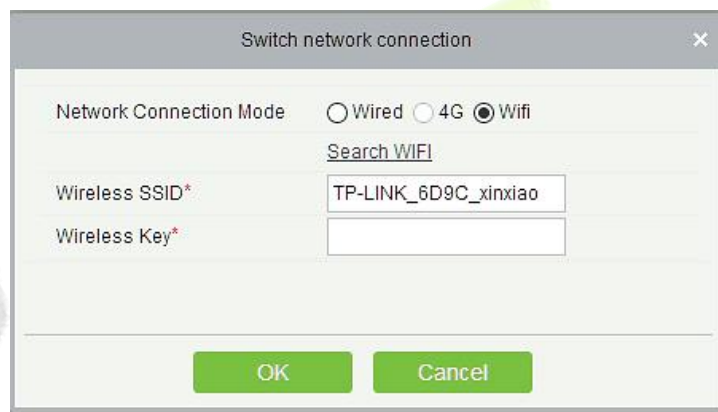 Switch network connection ×
Network Connection Mode Wired 4G Wifi
Search WIFI
Wireless SSID* TP-LINK_6D9C_xinxiao
Wireless Key*
OK Cancel